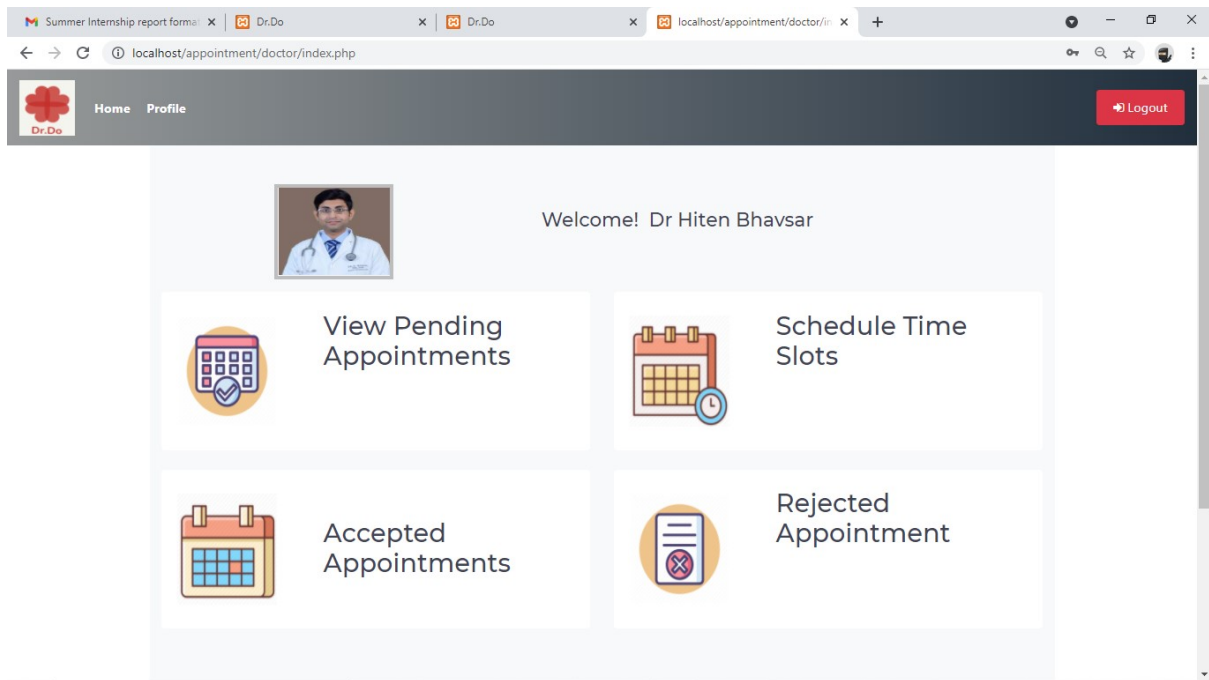 Summer Internship report format
Dr.Do
Dr.Do
localhost/appointment/doctor/in
localhost/appointment/doctor/index.php
Dr.Do
Home
Profile
Logout
Welcome! Dr Hiten Bhavsar
View Pending
Appointments
Schedule Time
Slots
Accepted
Appointments
Rejected
Appointment